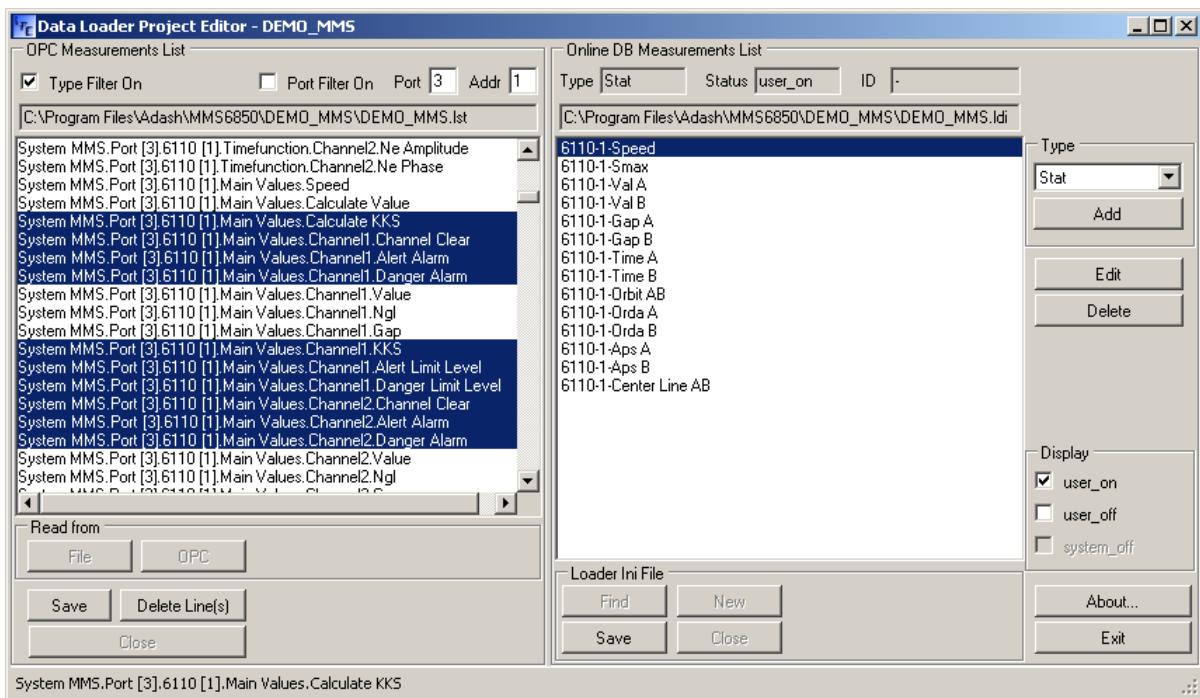 Data Loader Project Editor - DEMO_MMS
OPC Measurements List
Type Filter On Port Filter On Port 3 Addr 1
C:\Program Files\Adash\MMS6850\DEMO_MMS\DEMO_MMS.lst
System MMS.Port [3].6110 [1].Timefunction.Channel2.Ne Amplitude
System MMS.Port [3].6110 [1].Timefunction.Channel2.Ne Phase
System MMS.Port [3].6110 [1].Main Values.Speed
System MMS.Port [3].6110 [1].Main Values.Calculate Value
System MMS.Port [3].6110 [1].Main Values.Calculate KKS
System MMS.Port [3].6110 [1].Main Values.Channel1.Channel Clear
System MMS.Port [3].6110 [1].Main Values.Channel1.Alert Alarm
System MMS.Port [3].6110 [1].Main Values.Channel1.Danger Alarm
System MMS.Port [3].6110 [1].Main Values.Channel1.Value
System MMS.Port [3].6110 [1].Main Values.Channel1.Ngl
System MMS.Port [3].6110 [1].Main Values.Channel1.Gap
System MMS.Port [3].6110 [1].Main Values.Channel1.KKS
System MMS.Port [3].6110 [1].Main Values.Channel1.Alert Limit Level
System MMS.Port [3].6110 [1].Main Values.Channel1.Danger Limit Level
System MMS.Port [3].6110 [1].Main Values.Channel2.Channel Clear
System MMS.Port [3].6110 [1].Main Values.Channel2.Alert Alarm
System MMS.Port [3].6110 [1].Main Values.Channel2.Danger Alarm
System MMS.Port [3].6110 [1].Main Values.Channel2.Value
System MMS.Port [3].6110 [1].Main Values.Channel2.Ngl
Read from
File OPC
Save Delete Line(s)
Close
Online DB Measurements List
Type Stat Status user_on ID -
C:\Program Files\Adash\MMS6850\DEMO_MMS\DEMO_MMS.ldi
6110-1-Speed
6110-1-Smax
6110-1-Val A
6110-1-Val B
6110-1-Gap A
6110-1-Gap B
6110-1-Time A
6110-1-Time B
6110-1-Orbit AB
6110-1-Orda A
6110-1-Orda B
6110-1-Aps A
6110-1-Aps B
6110-1-Center Line AB
Loader Ini File
Find New
Save Close
Type
Stat
Add
Edit
Delete
Display
user_on
user_off
system_off
About...
Exit
System MMS.Port [3].6110 [1].Main Values.Calculate KKS